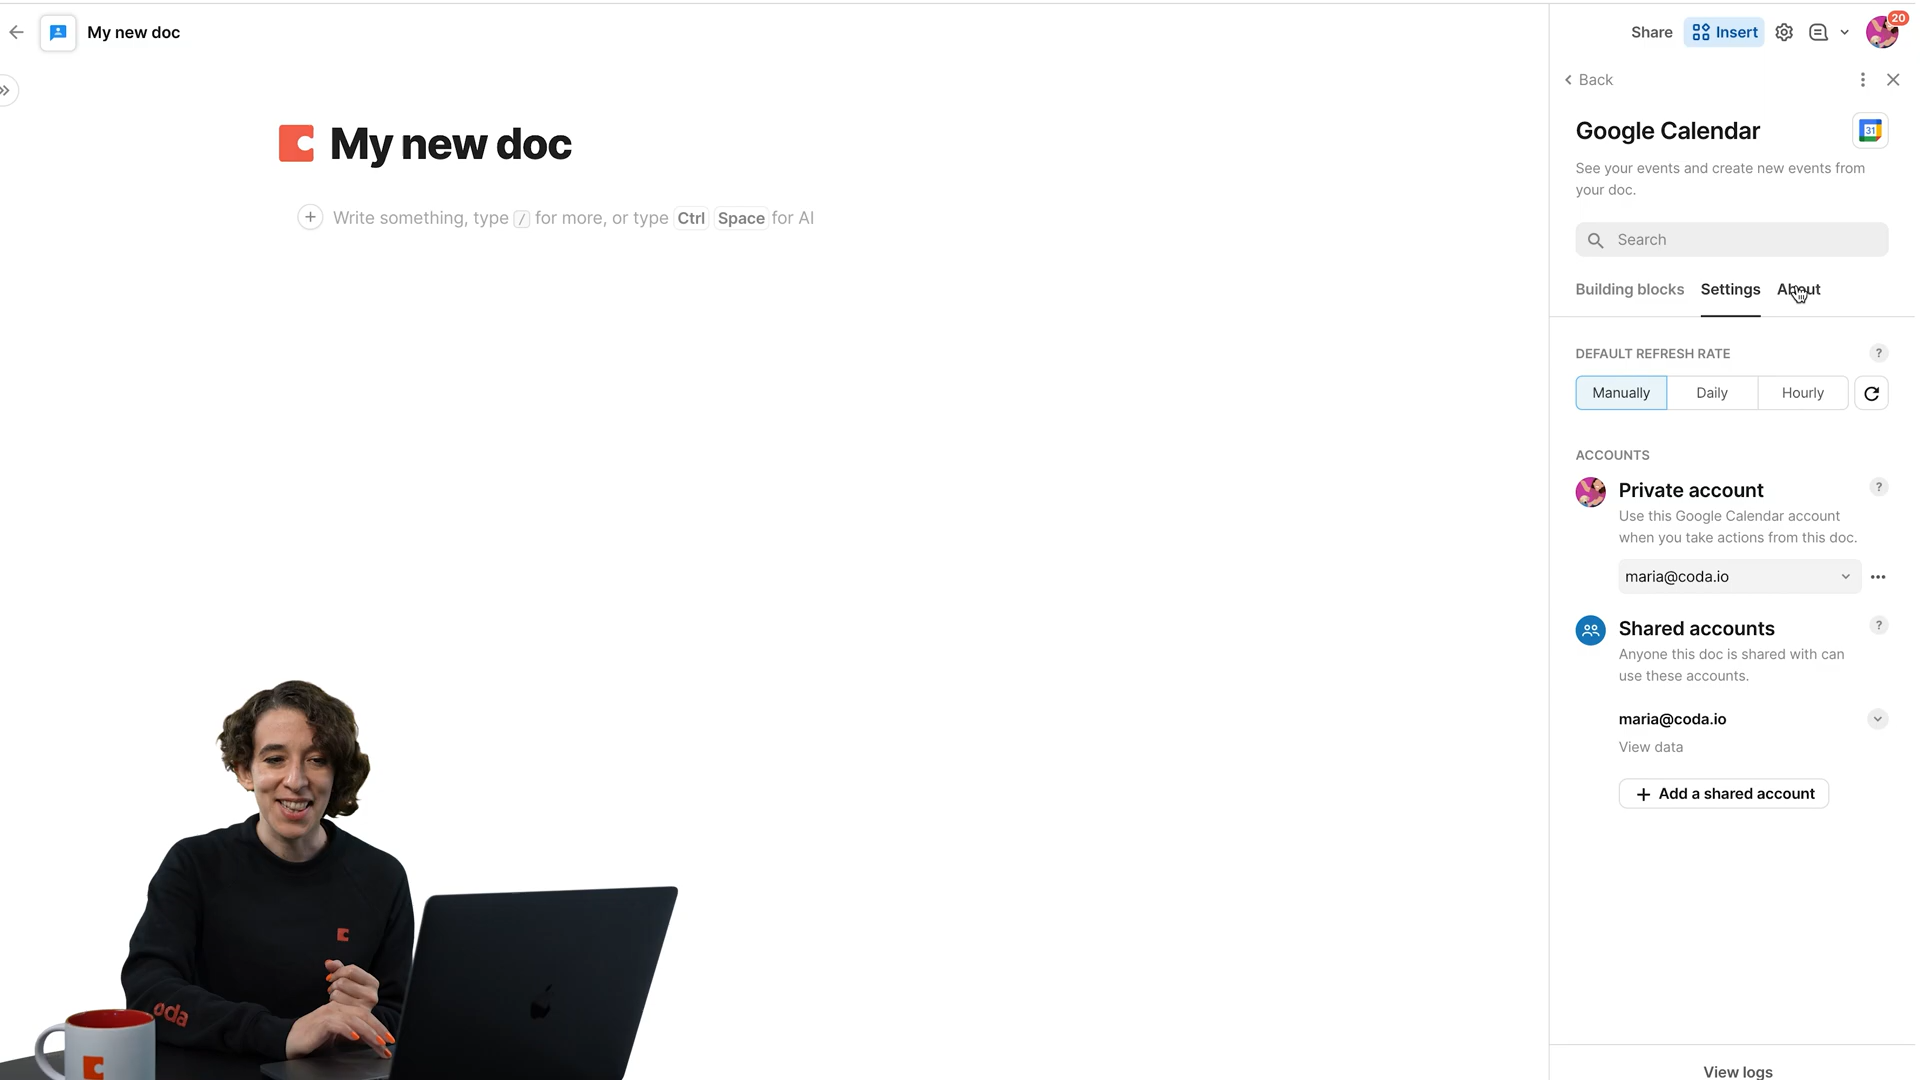 My new doc
Share
Insert
20
Back
My new doc
Google Calendar
31
See your events and create new events from
your doc.
Write something, type / for more, or type Ctrl Space for AI
Search
Building blocks
Settings
About
DEFAULT REFRESH RATE
?
Manually
Daily
Hourly
ACCOUNTS
Private account
?
Use this Google Calendar account
when you take actions from this doc.
maria@coda.io
Shared accounts
?
Anyone this doc is shared with can
use these accounts.
maria@coda.io
View data
+ Add a shared account
coda
View logs